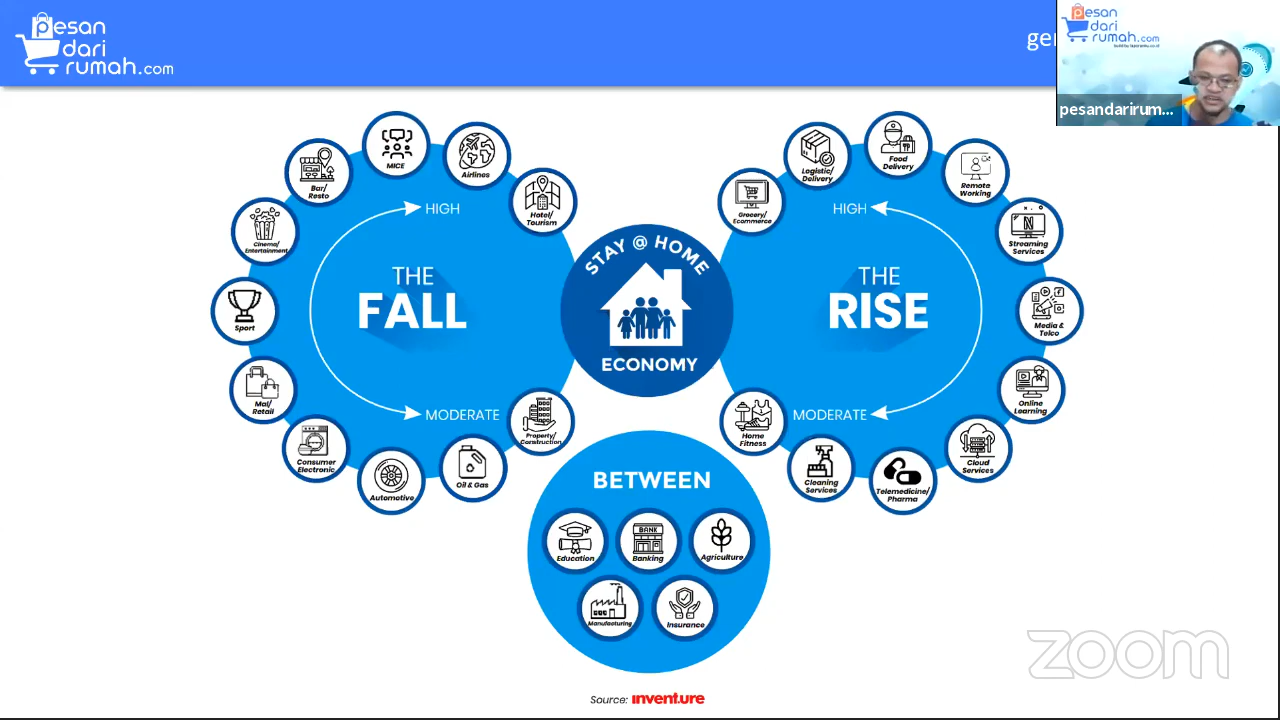 pesan
dari
rumah.com
ger
pesan
dari
rumah.com
pesandarirum...
MICE
Airlines
Hotel/
Tourism
Bar/
Resto
Cinema/
Entertainment
Sport
Mal/
Retail
Consumer
Electronic
Automotive
Oil & Gas
Property/
Construction
HIGH
THE
FALL
MODERATE
STAY @ HOME
ECONOMY
Grocery/
Ecommerce
Logistic/
Delivery
Food
Delivery
Remote
Working
N
Streaming
Services
Media &
Telco
Online
Learning
Cloud
Services
Telemedicine/
Pharma
Cleaning
Services
Home
Fitness
HIGH
THE
RISE
MODERATE
BETWEEN
Education
BANK
Banking
Agriculture
Manufacturing
Insurance
Source: invent.ure
zoom